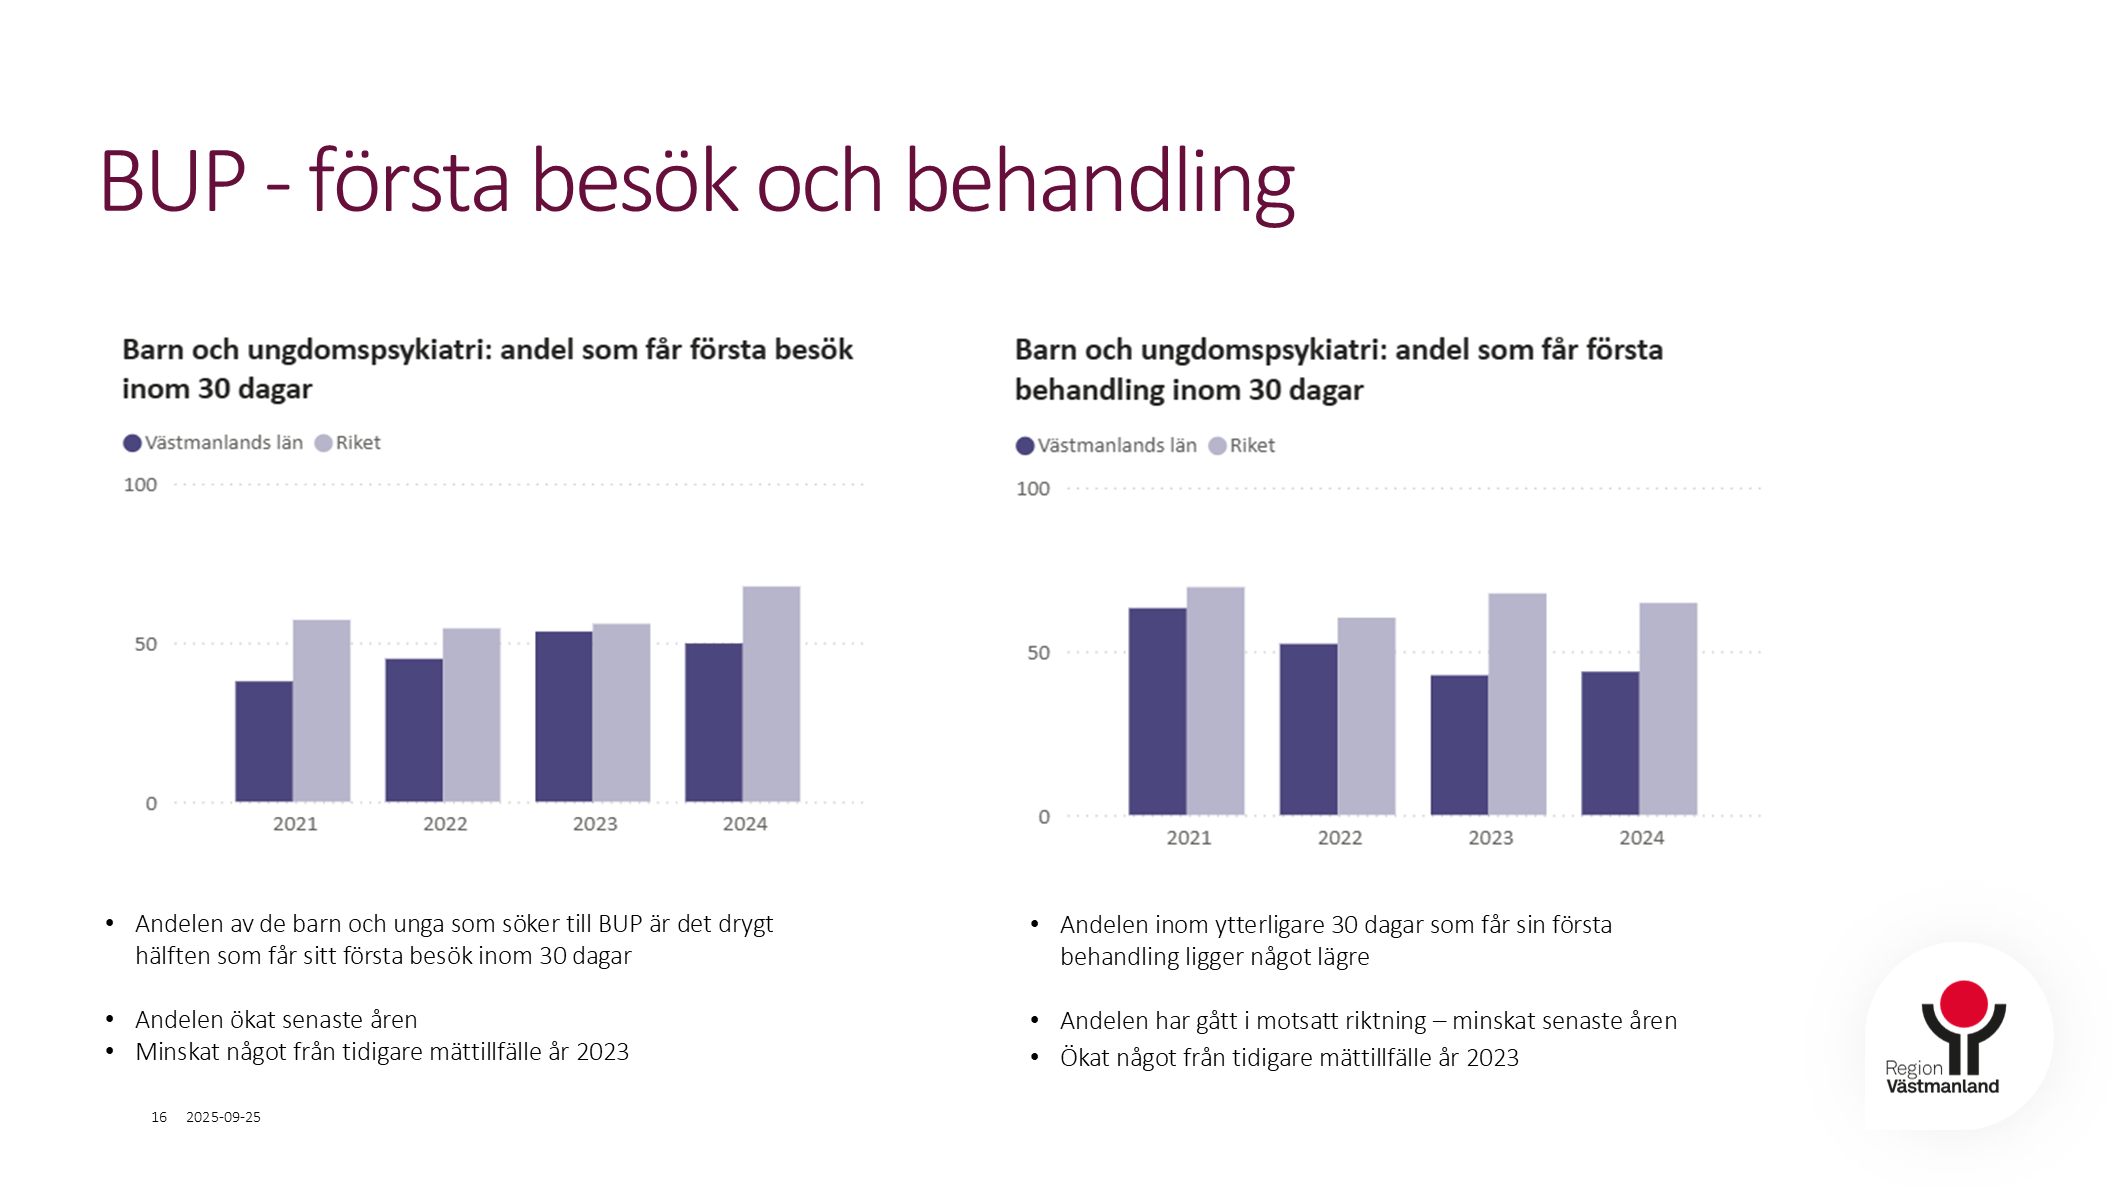 BUP - första besök och behandling
Barn och ungdomspsykiatri: andel som får första besök
inom 30 dagar
Västmanlands län Riket
100
50
0
2021 2022 2023 2024
Barn och ungdomspsykiatri: andel som får första
behandling inom 30 dagar
Västmanlands län Riket
100
50
0
2021 2022 2023 2024
• Andelen av de barn och unga som söker till BUP är det drygt
hälften som får sitt första besök inom 30 dagar
• Andelen ökat senaste åren
• Minskat något från tidigare mättillfälle år 2023
• Andelen inom ytterligare 30 dagar som får sin första
behandling ligger något lägre
• Andelen har gått i motsatt riktning – minskat senaste åren
• Ökat något från tidigare mättillfälle år 2023
Region
Västmanland
16 2025-09-25